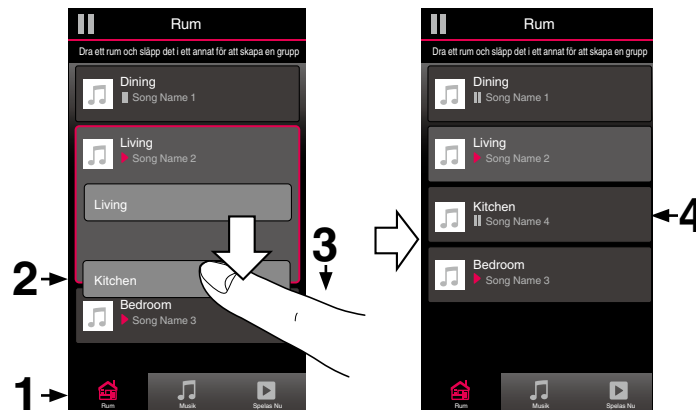 Rum
Dra ett rum och släpp det i ett annat för att skapa en grupp
Dining
Song Name 1
Living
Song Name 2
Living
Kitchen
Bedroom
Song Name 3
Rum
Musik
Spelas Nu
1
2
3
Rum
Dra ett rum och släpp det i ett annat för att skapa en grupp
Dining
Song Name 1
Living
Song Name 2
Kitchen
Song Name 4
Bedroom
Song Name 3
Rum
Musik
Spelas Nu
4